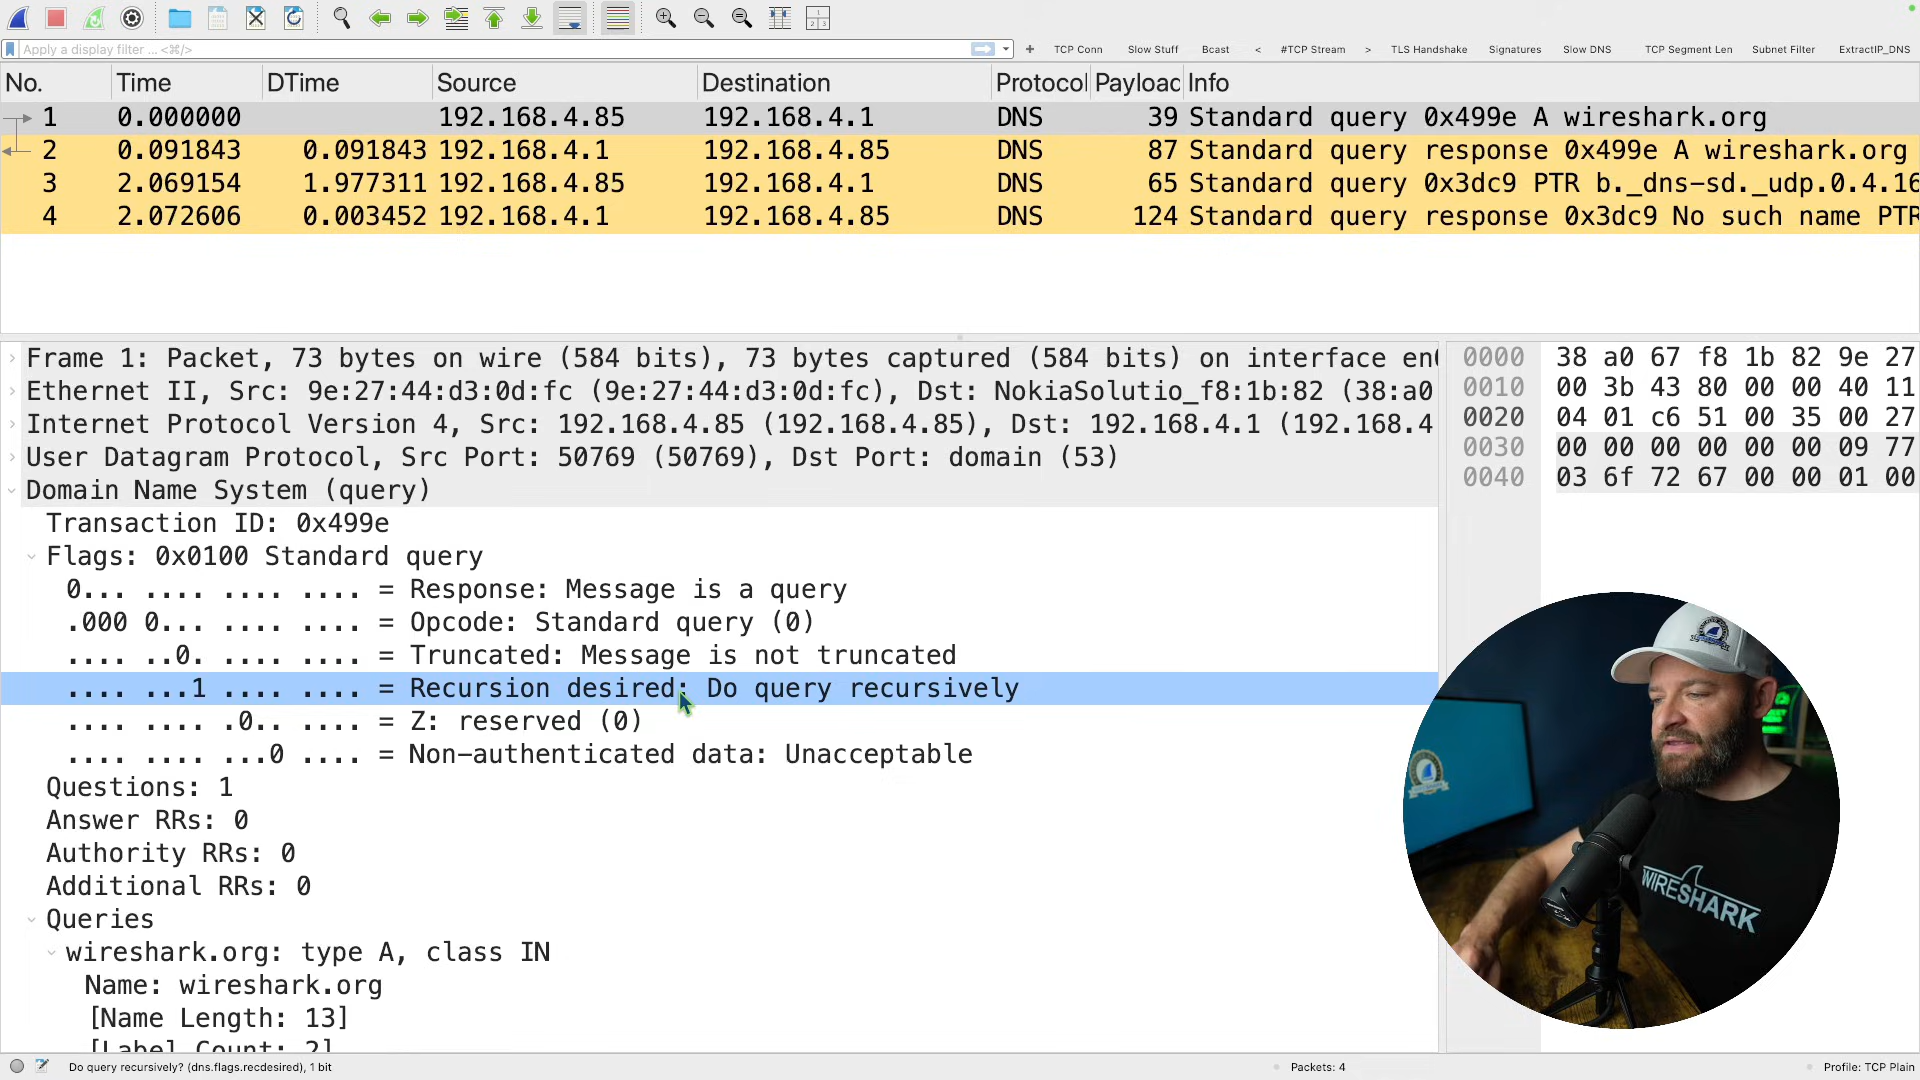 Apply a display filter ... <⌘/>
+ TCP Conn Slow Stuff Bcast < #TCP Stream > TLS Handshake Signatures Slow DNS TCP Segment Len Subnet Filter ExtractIP_DNS
No. Time DTime Source Destination Protocol Payload Info
1 0.000000 192.168.4.85 192.168.4.1 DNS 39 Standard query 0x499e A wireshark.org
2 0.091843 0.091843 192.168.4.1 192.168.4.85 DNS 87 Standard query response 0x499e A wireshark.org
3 2.069154 1.977311 192.168.4.85 192.168.4.1 DNS 65 Standard query 0x3dc9 PTR b._dns-sd._udp.0.4.16
4 2.072606 0.003452 192.168.4.1 192.168.4.85 DNS 124 Standard query response 0x3dc9 No such name PTR
Frame 1: Packet, 73 bytes on wire (584 bits), 73 bytes captured (584 bits) on interface en0
Ethernet II, Src: 9e:27:44:d3:0d:fc (9e:27:44:d3:0d:fc), Dst: NokiaSolutio_f8:1b:82 (38:a0
Internet Protocol Version 4, Src: 192.168.4.85 (192.168.4.85), Dst: 192.168.4.1 (192.168.4
User Datagram Protocol, Src Port: 50769 (50769), Dst Port: domain (53)
Domain Name System (query)
Transaction ID: 0x499e
Flags: 0x0100 Standard query
0... .... .... .... = Response: Message is a query
.000 0... .... .... = Opcode: Standard query (0)
.... ..0. .... .... = Truncated: Message is not truncated
.... ...1 .... .... = Recursion desired: Do query recursively
.... .... .0.. .... = Z: reserved (0)
.... .... ...0 .... = Non-authenticated data: Unacceptable
Questions: 1
Answer RRs: 0
Authority RRs: 0
Additional RRs: 0
Queries
wireshark.org: type A, class IN
Name: wireshark.org
[Name Length: 13]
[Label Count: 2]
0000 38 a0 67 f8 1b 82 9e 27
0010 00 3b 43 80 00 00 40 11
0020 04 01 c6 51 00 35 00 27
0030 00 00 00 00 00 00 09 77
0040 03 6f 72 67 00 00 01 00
WIRESHARK
Do query recursively? (dns.flags.recdesired), 1 bit
Packets: 4
Profile: TCP Plain